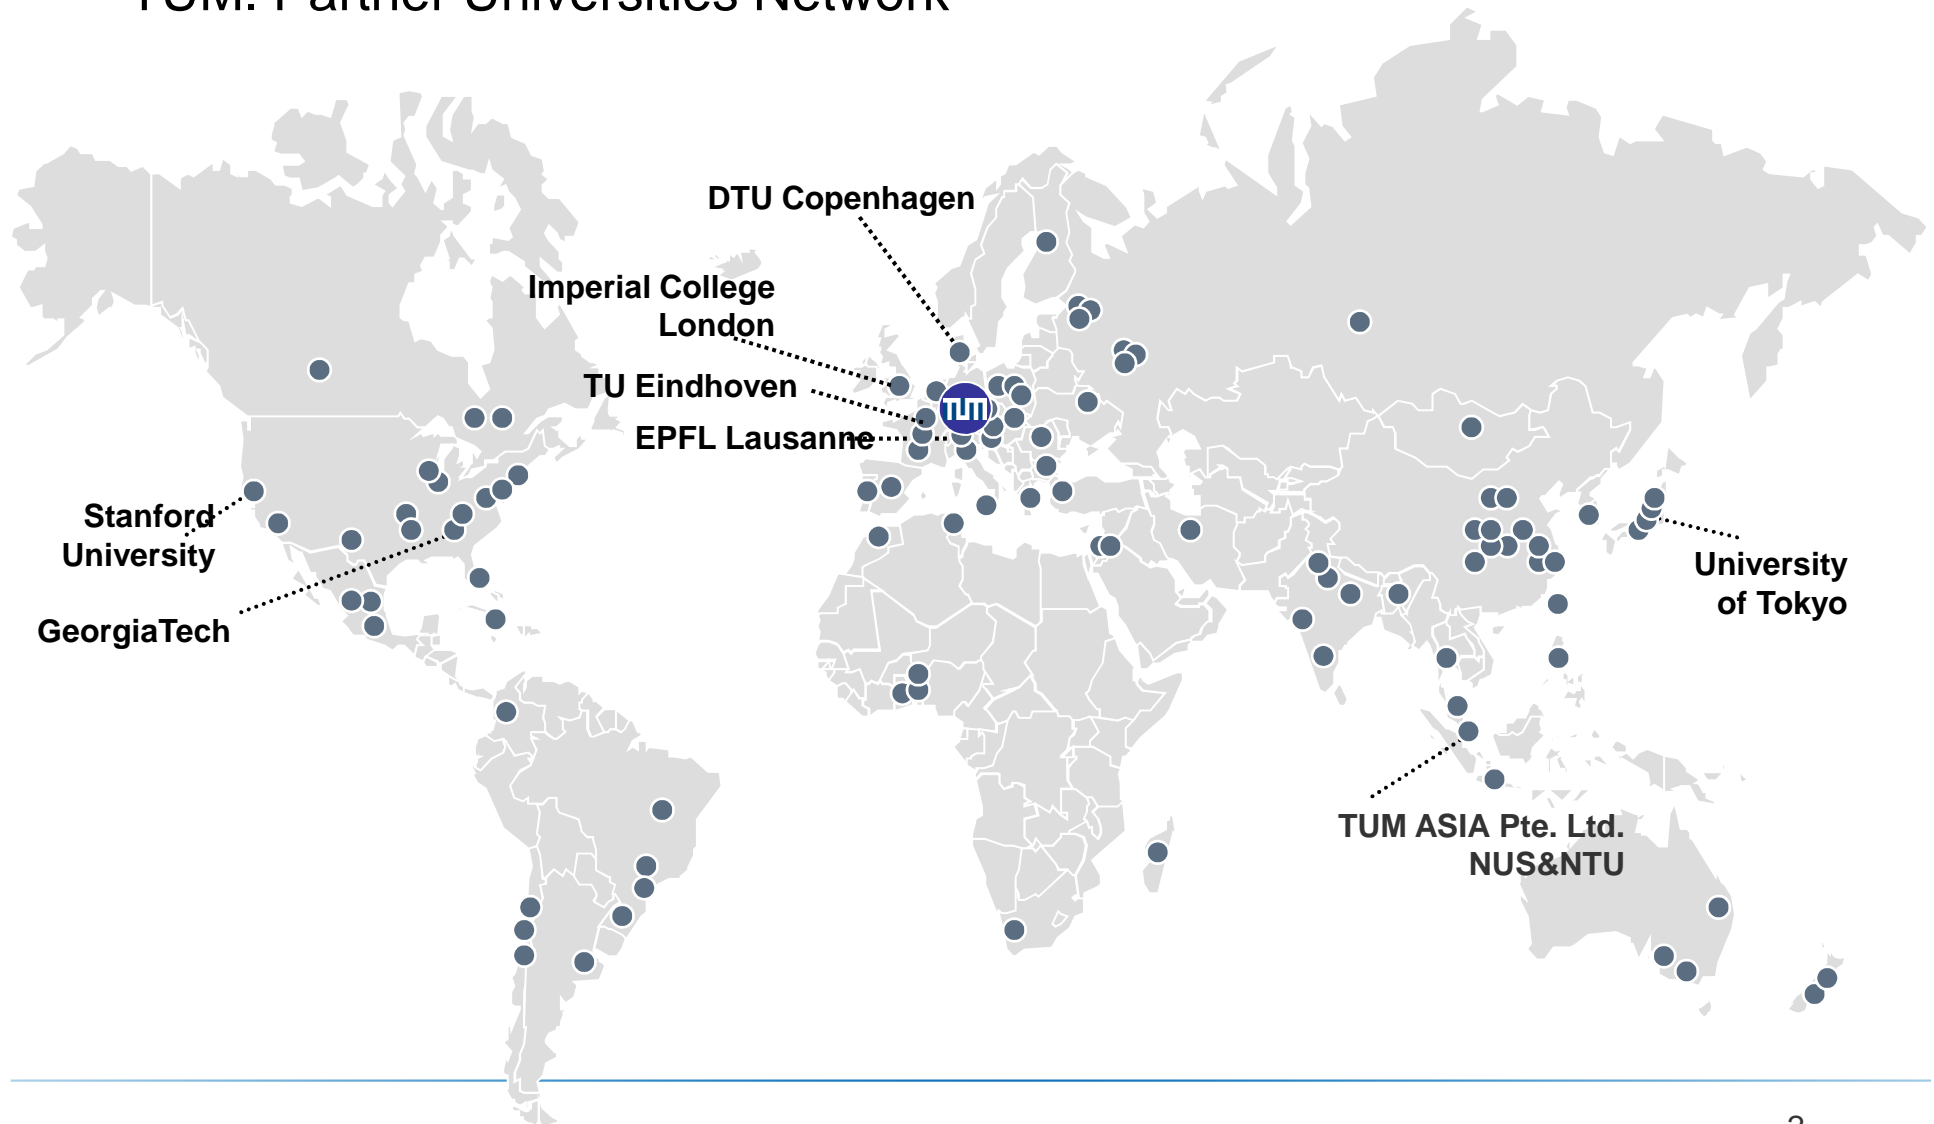 TUM: Partner Universities Network
DTU Copenhagen
Imperial College
London
TU Eindhoven
TUM
EPFL Lausanne
Stanford
University
GeorgiaTech
University
of Tokyo
TUM ASIA Pte. Ltd.
NUS&NTU